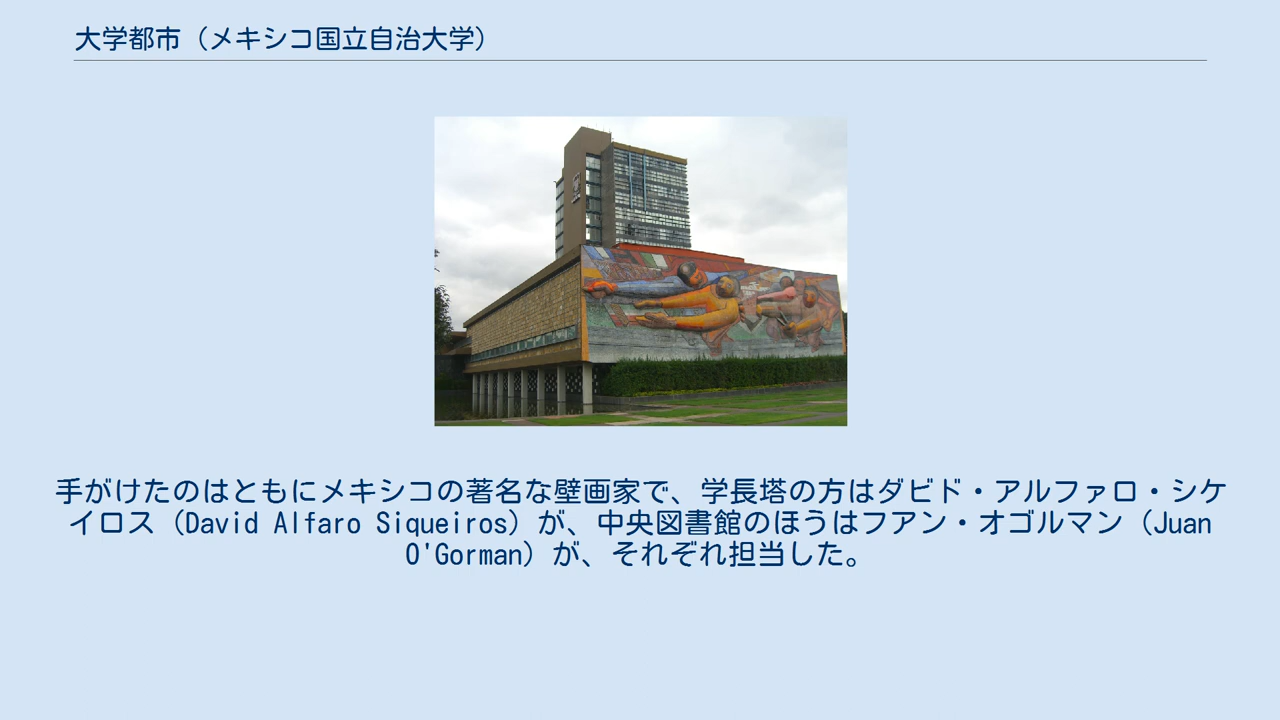 大学都市（メキシコ国立自治大学）
手がけたのはともにメキシコの著名な壁画家で、学長塔の方はダビド・アルファロ・シケ
イロス（David Alfaro Siqueiros）が、中央図書館のほうはフアン・オゴルマン（Juan
O'Gorman）が、それぞれ担当した。